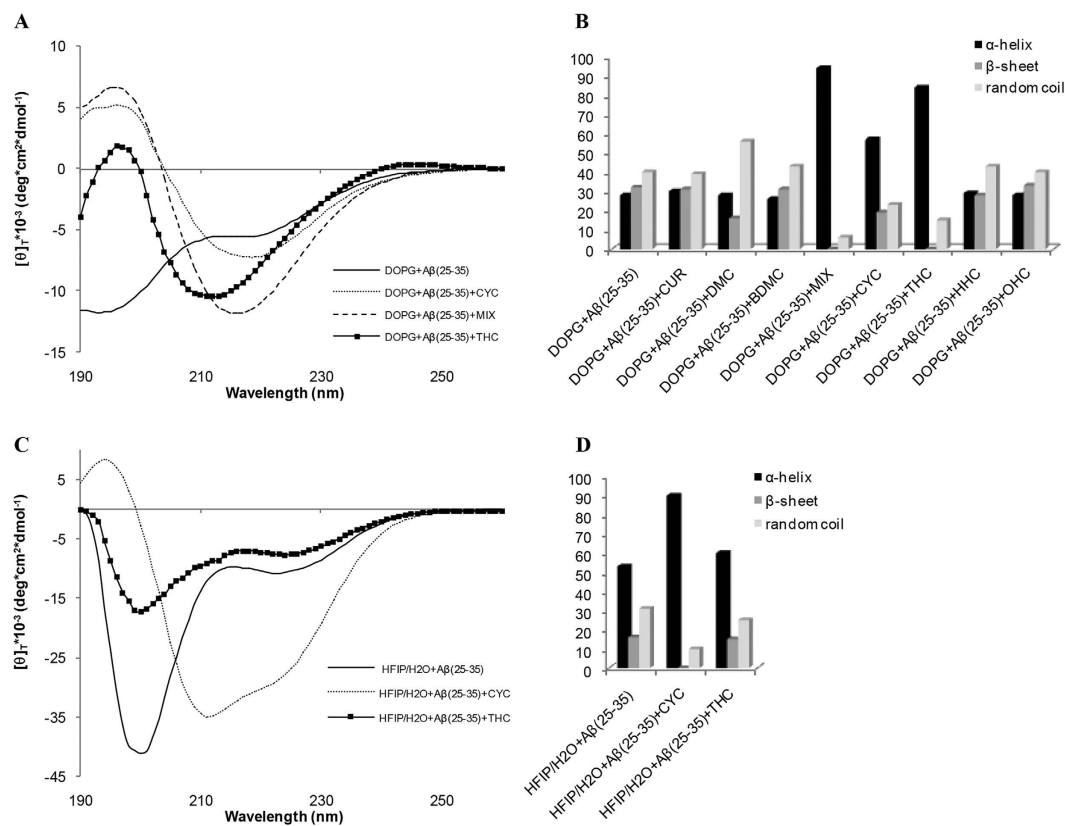 A
10
5
0
-5
-10
-15
190
210
230
250
Wavelength (nm)
[θ]T*10-3 (deg*cm2*dmol-1)
DOPG+Aβ(25-35)
DOPG+Aβ(25-35)+CYC
DOPG+Aβ(25-35)+MIX
DOPG+Aβ(25-35)+THC
B
α-helix
β-sheet
random coil
100
90
80
70
60
50
40
30
20
10
0
DOPG+Aβ(25-35)
DOPG+Aβ(25-35)+CUR
DOPG+Aβ(25-35)+DMC
DOPG+Aβ(25-35)+BDMC
DOPG+Aβ(25-35)+MIX
DOPG+Aβ(25-35)+CYC
DOPG+Aβ(25-35)+THC
DOPG+Aβ(25-35)+HHC
DOPG+Aβ(25-35)+OHC
C
5
-5
-15
-25
-35
-45
190
210
230
250
Wavelength (nm)
[θ]T*10-3 (deg*cm2*dmol-1)
HFIP/H2O+Aβ(25-35)
HFIP/H2O+Aβ(25-35)+CYC
HFIP/H2O+Aβ(25-35)+THC
D
α-helix
β-sheet
random coil
100
90
80
70
60
50
40
30
20
10
0
HFIP/H2O+Aβ(25-35)
HFIP/H2O+Aβ(25-35)+CYC
HFIP/H2O+Aβ(25-35)+THC